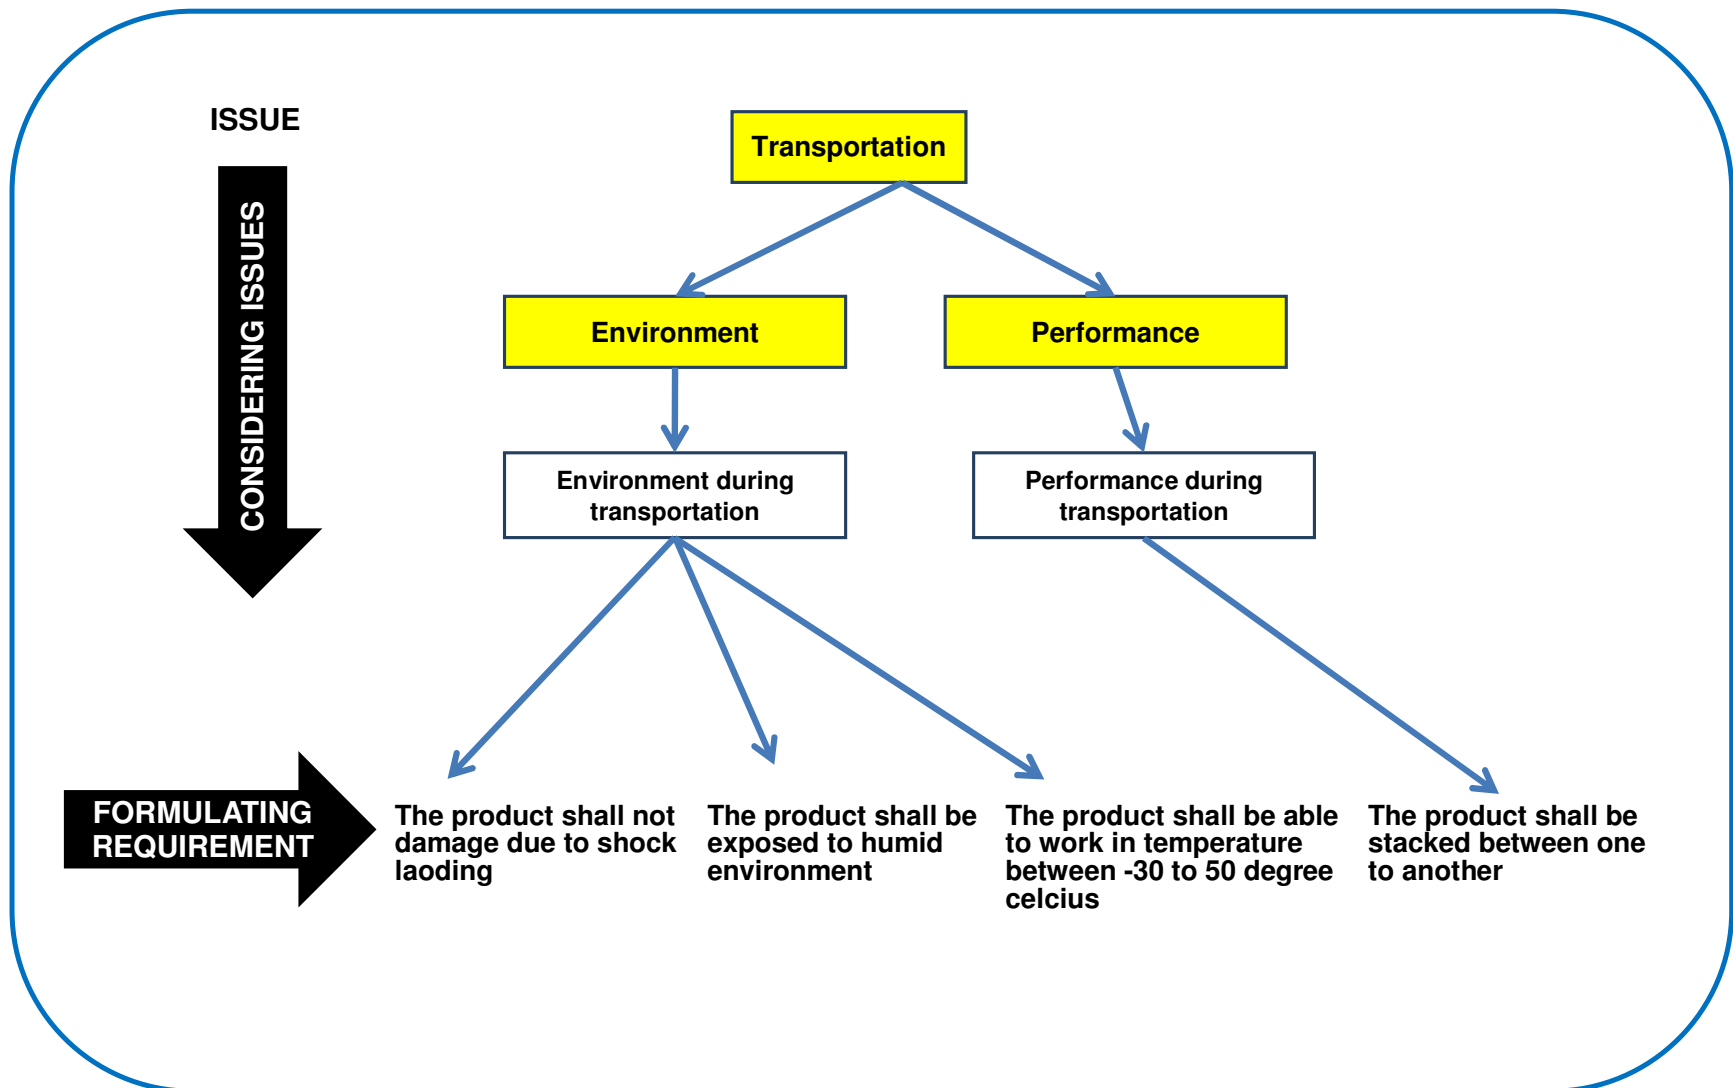 ISSUE
Transportation
CONSIDERING ISSUES
Environment
Performance
Environment during
transportation
Performance during
transportation
FORMULATING
REQUIREMENT
The product shall not
damage due to shock
laoding
The product shall be
exposed to humid
environment
The product shall be able
to work in temperature
between -30 to 50 degree
celcius
The product shall be
stacked between one
to another